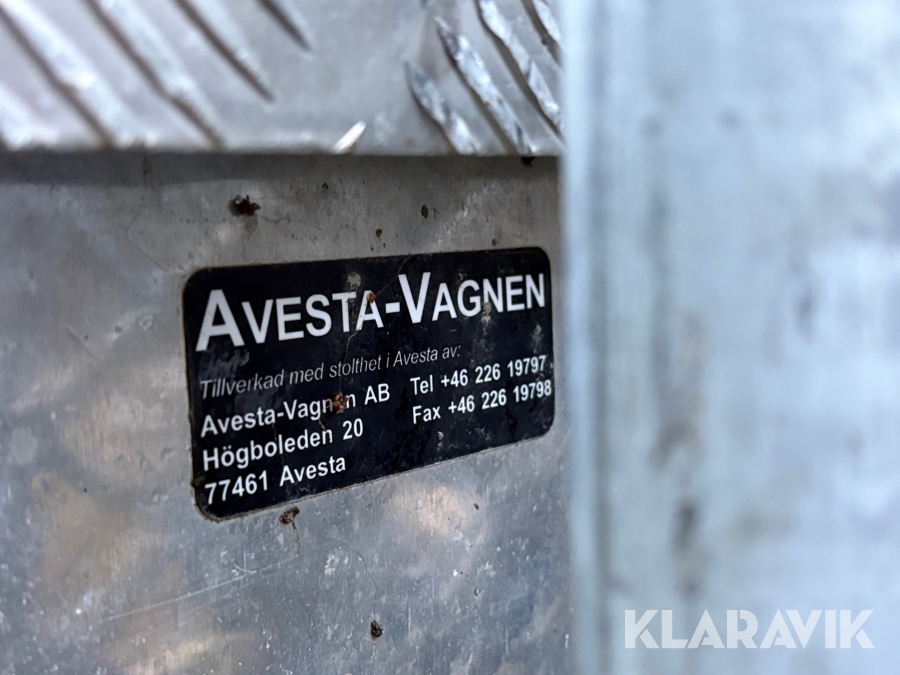 AVESTA-VAGNEN
Tillverkad med stolthet i Avesta av:
Avesta-Vagnen AB
Högboleden 20
77461 Avesta
Tel +46 226 19797
Fax +46 226 19798
KLARAVIK